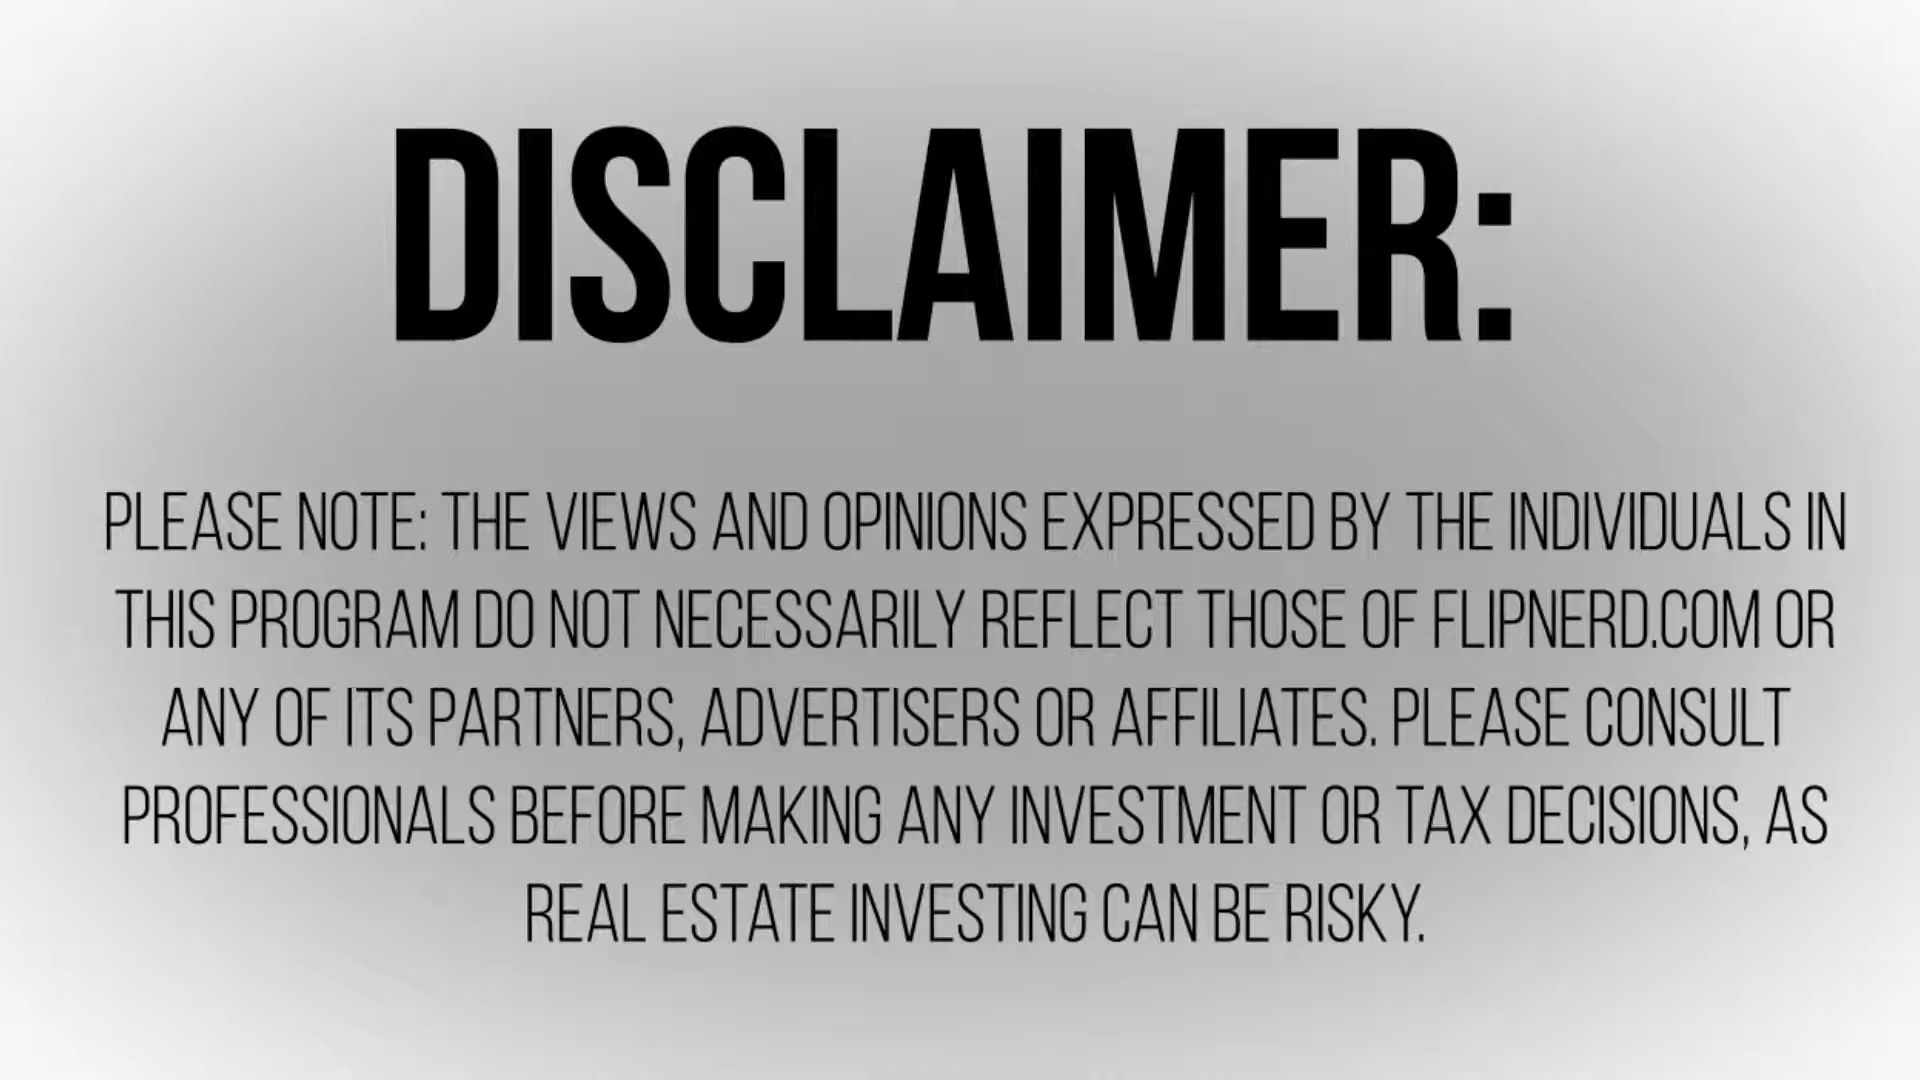 DISCLAIMER:
PLEASE NOTE: THE VIEWS AND OPINIONS EXPRESSED BY THE INDIVIDUALS IN
THIS PROGRAM DO NOT NECESSARILY REFLECT THOSE OF FLIPNERD.COM OR
ANY OF ITS PARTNERS, ADVERTISERS OR AFFILIATES. PLEASE CONSULT
PROFESSIONALS BEFORE MAKING ANY INVESTMENT OR TAX DECISIONS, AS
REAL ESTATE INVESTING CAN BE RISKY.